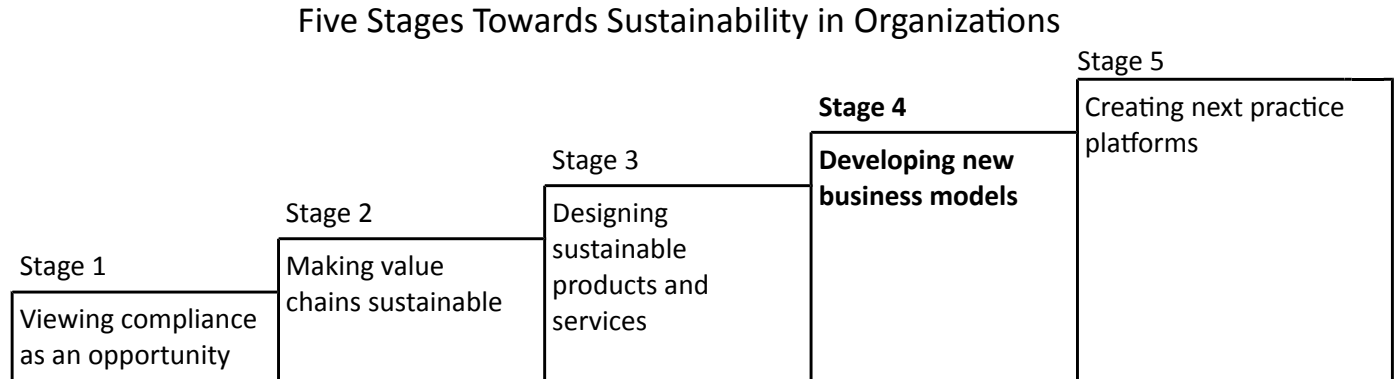 Five Stages Towards Sustainability in Organizations
Stage 1
Viewing compliance
as an opportunity
Stage 2
Making value
chains sustainable
Stage 3
Designing
sustainable
products and
services
Stage 4
Developing new
business models
Stage 5
Creating next practice
platforms